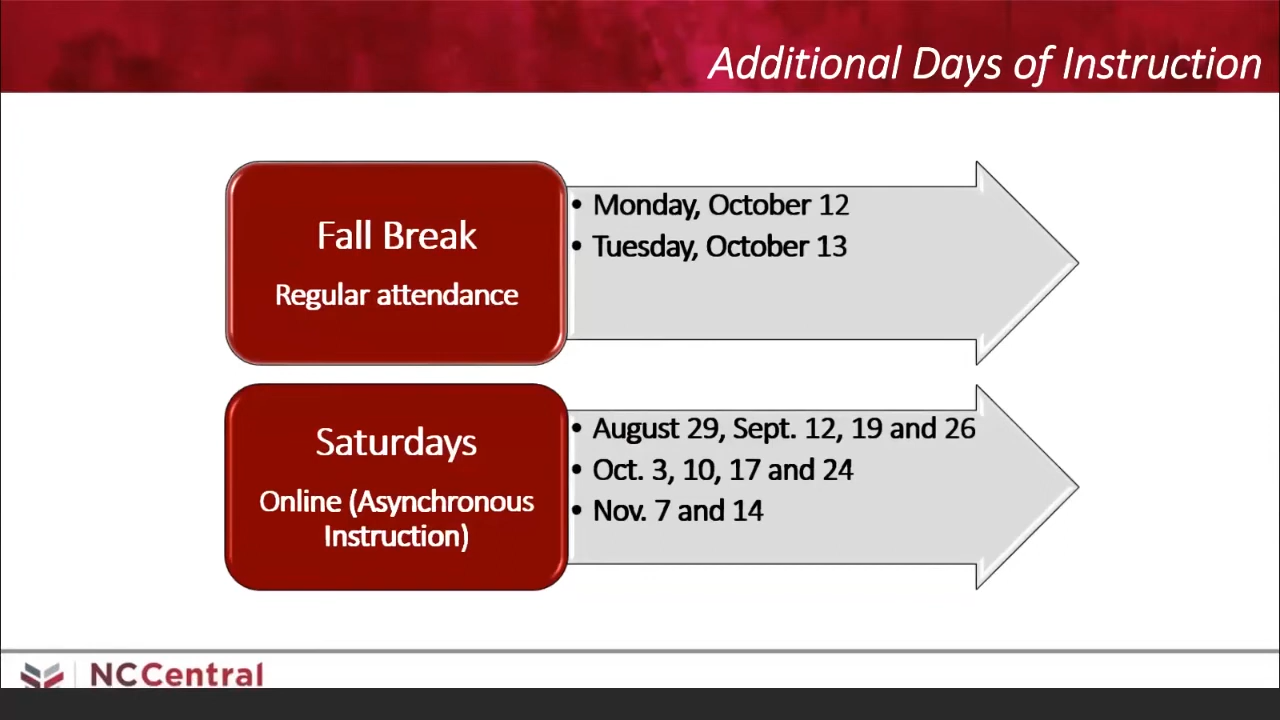 Additional Days of Instruction
Fall Break
Regular attendance
• Monday, October 12
• Tuesday, October 13
Saturdays
Online (Asynchronous
Instruction)
• August 29, Sept. 12, 19 and 26
• Oct. 3, 10, 17 and 24
• Nov. 7 and 14
NCCentral